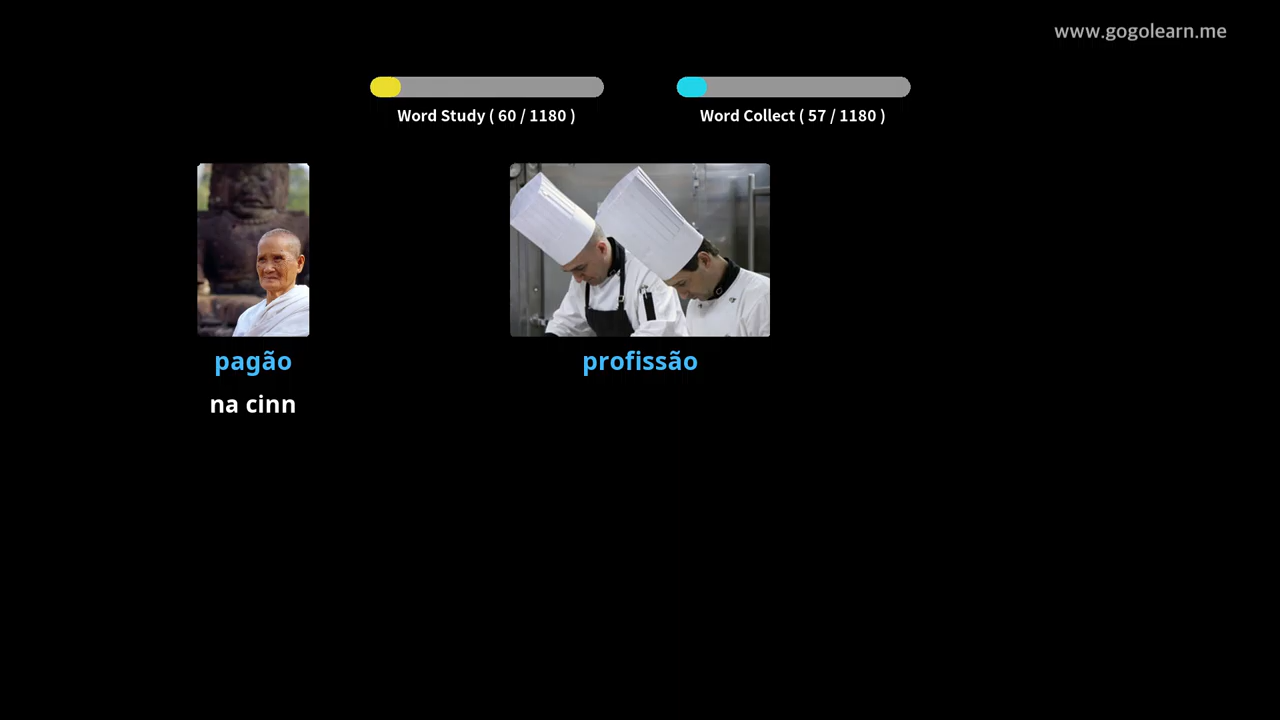 www.gogolearn.me
Word Study ( 60 / 1180 )
Word Collect ( 57 / 1180 )
pagão
profissão
na cinn